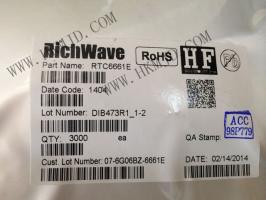 RichWave
RoHS
HF
Part Name: RTC6661E
Date Code: 1404
Lot Number: DIB473R1_1-2
QTY: 3000 ea
QA Stamp:
ACC
98P779
Cust. Lot Number: 07-6G06BZ-6661E
DATE: 02/14/2014